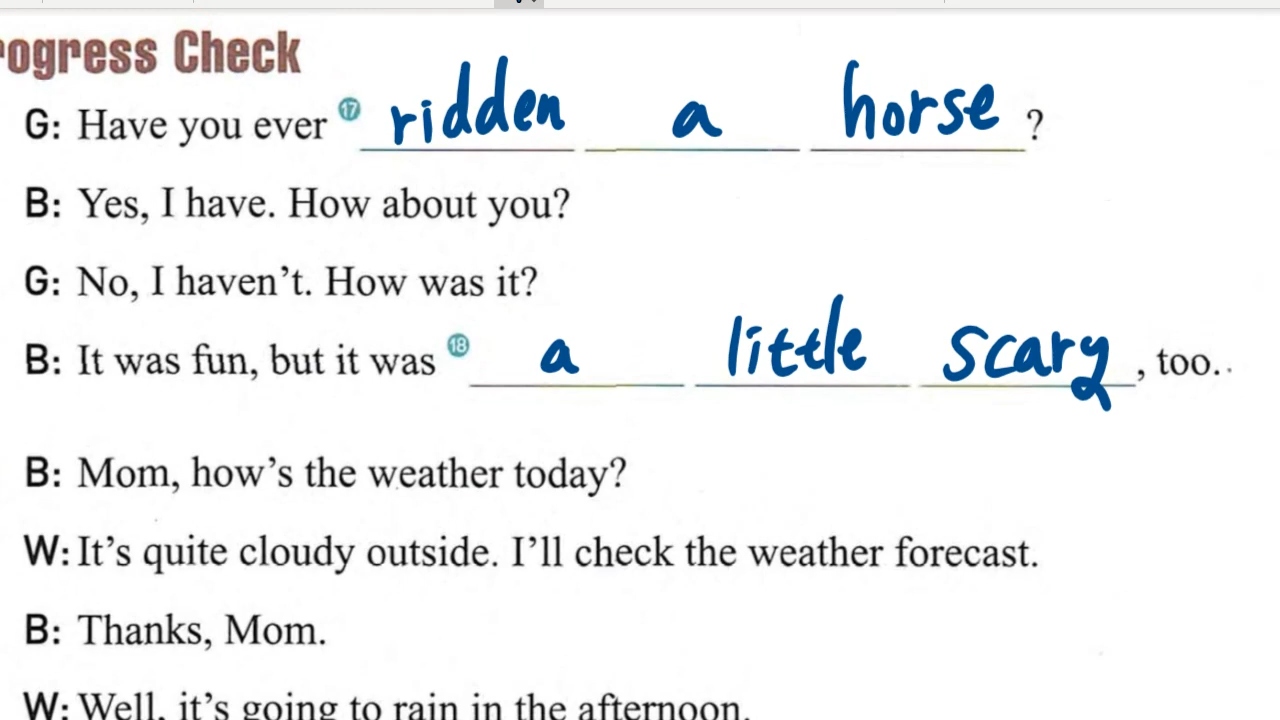 rogress Check
G: Have you ever ⑰ ridden a horse ?
B: Yes, I have. How about you?
G: No, I haven't. How was it?
B: It was fun, but it was ⑱ a little scary, too.
B: Mom, how's the weather today?
W: It's quite cloudy outside. I'll check the weather forecast.
B: Thanks, Mom.
W: Well, it's going to rain in the afternoon.